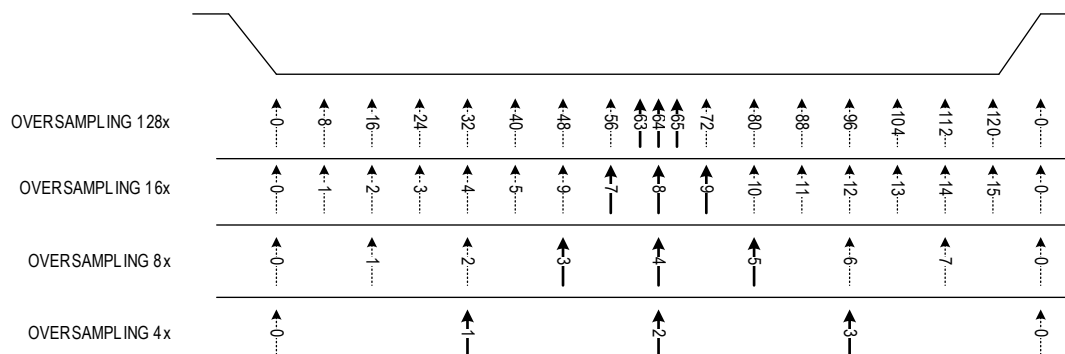 OVERSAMPLING 128x 0 8 16 24 32 40 48 56 63 64 65 72 80 88 96 104 112 120 0
OVERSAMPLING 16x 0 1 2 3 4 5 9 7 8 9 10 11 12 13 14 15 0
OVERSAMPLING 8x 0 1 2 3 4 5 6 7 0
OVERSAMPLING 4x 0 1 2 3 0